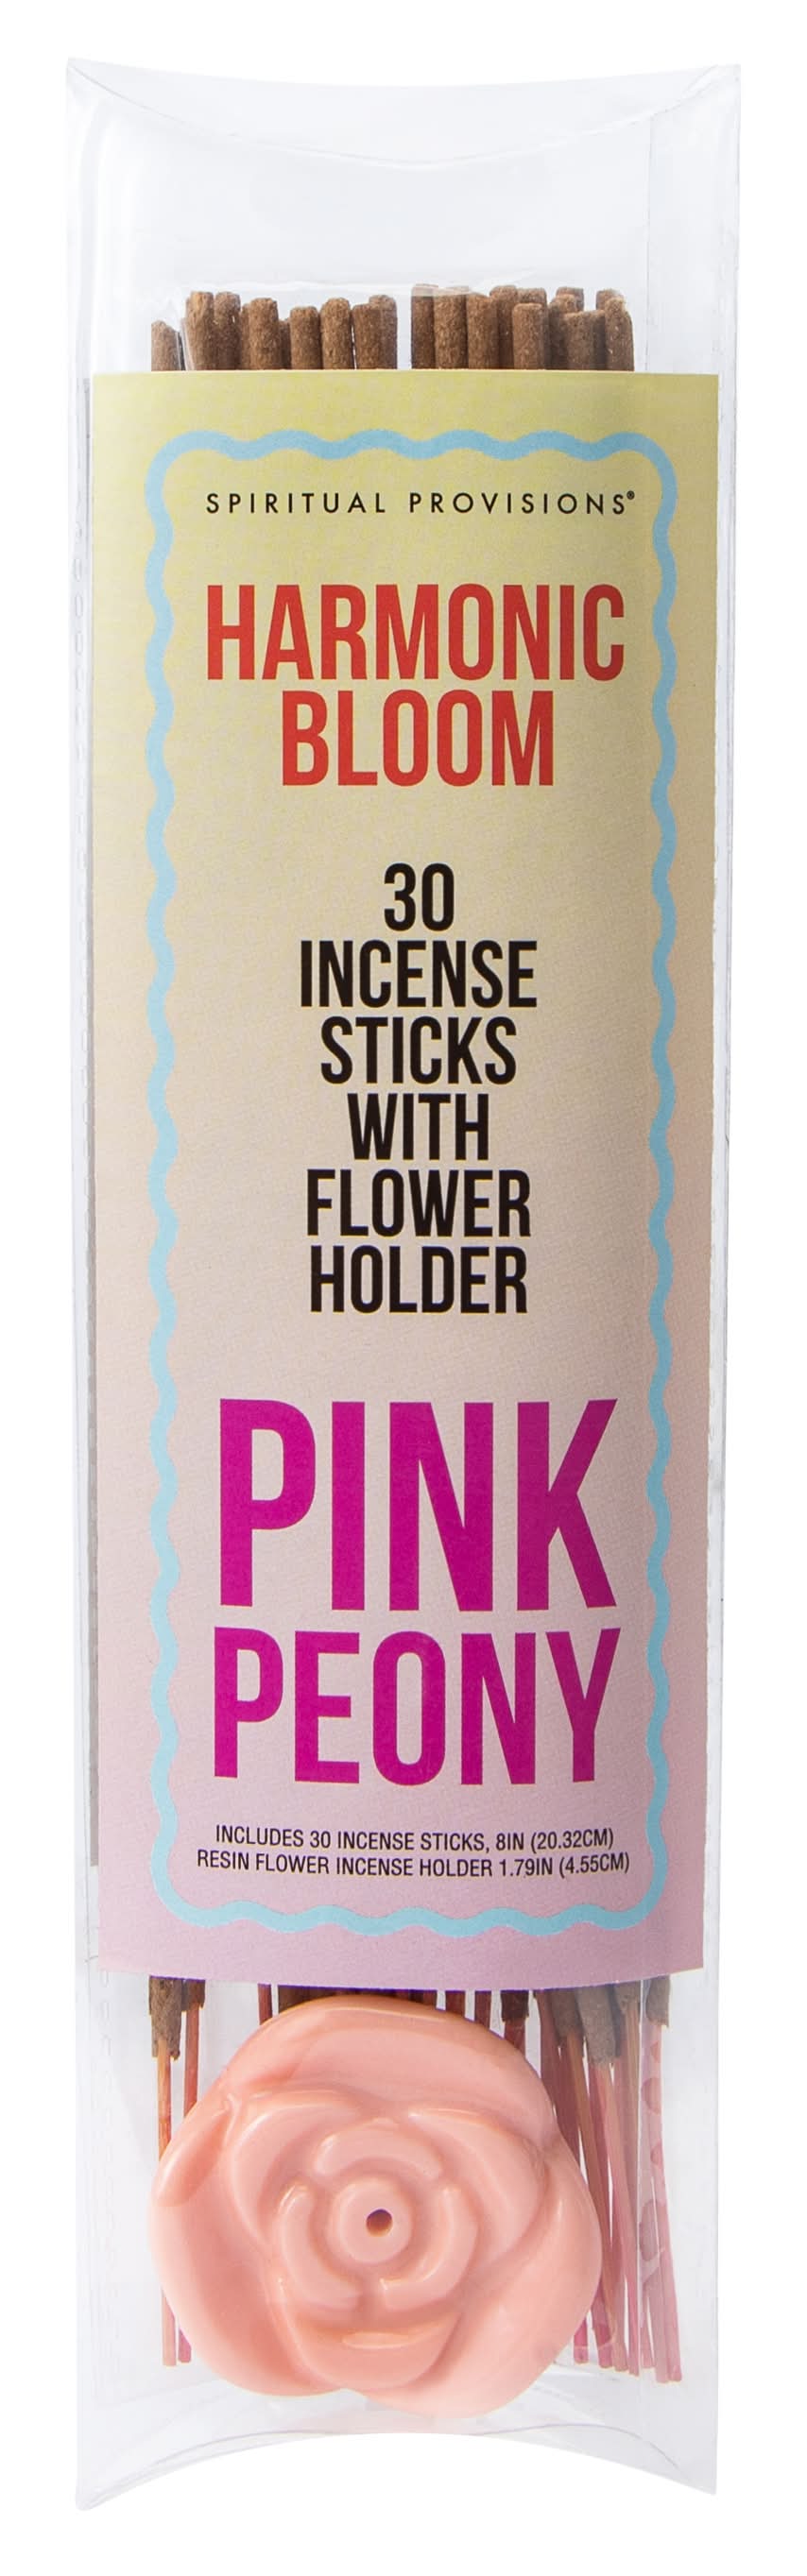 SPIRITUAL PROVISIONS®
HARMONIC
BLOOM
30
INCENSE
STICKS
WITH
FLOWER
HOLDER
PINK
PEONY
INCLUDES 30 INCENSE STICKS, 8IN (20.32CM)
RESIN FLOWER INCENSE HOLDER 1.79IN (4.55CM)